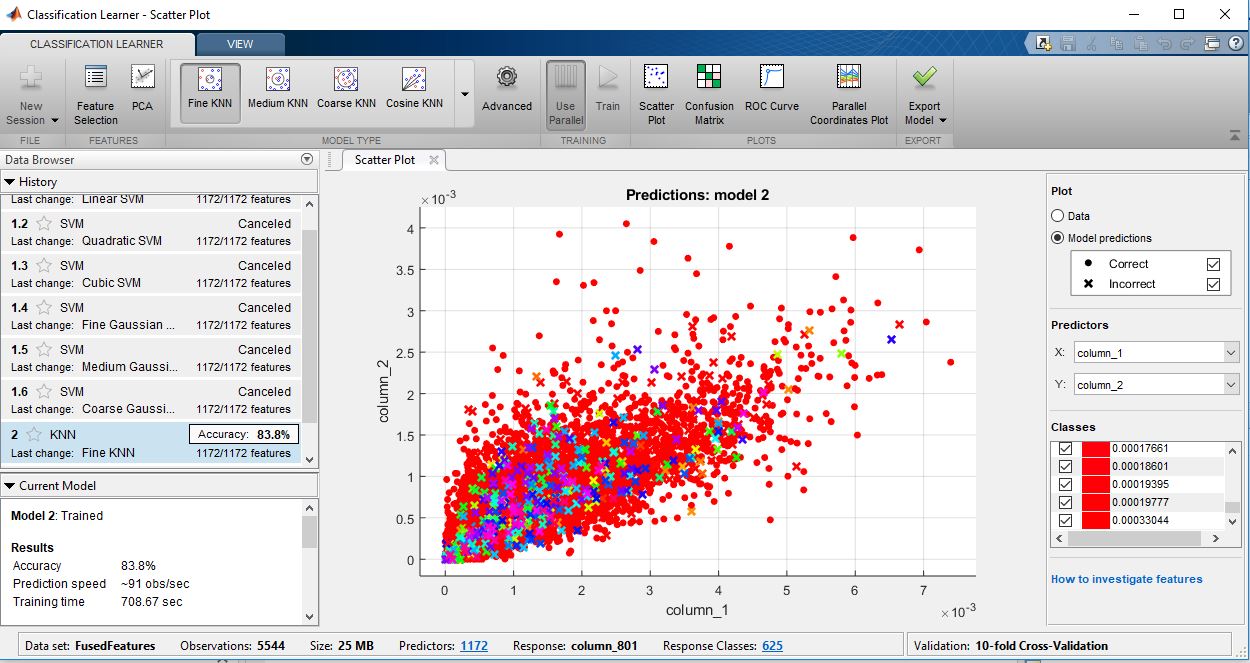 Classification Learner - Scatter Plot
CLASSIFICATION LEARNER VIEW
New Session
Feature Selection
PCA
Fine KNN
Medium KNN
Coarse KNN
Cosine KNN
Advanced
Use Parallel
Train
Scatter Plot
Confusion Matrix
ROC Curve
Parallel Coordinates Plot
Export Model
FILE FEATURES MODEL TYPE TRAINING PLOTS EXPORT
Data Browser
History
Last change: Linear SVM 1172/1172 features
1.2 SVM Canceled
Last change: Quadratic SVM 1172/1172 features
1.3 SVM Canceled
Last change: Cubic SVM 1172/1172 features
1.4 SVM Canceled
Last change: Fine Gaussian ... 1172/1172 features
1.5 SVM Canceled
Last change: Medium Gaussi... 1172/1172 features
1.6 SVM Canceled
Last change: Coarse Gaussi... 1172/1172 features
2 KNN Accuracy: 83.8%
Last change: Fine KNN 1172/1172 features
Current Model
Model 2: Trained
Results
Accuracy 83.8%
Prediction speed ~91 obs/sec
Training time 708.67 sec
Scatter Plot
Predictions: model 2
×10-3
4
3.5
3
2.5
2
1.5
1
0.5
0
column_2
0 1 2 3 4 5 6 7
column_1
×10-3
Plot
Data
Model predictions
Correct
Incorrect
Predictors
X: column_1
Y: column_2
Classes
0.00017661
0.00018601
0.00019395
0.00019777
0.00033044
How to investigate features
Data set: FusedFeatures Observations: 5544 Size: 25 MB Predictors: 1172 Response: column_801 Response Classes: 625 Validation: 10-fold Cross-Validation